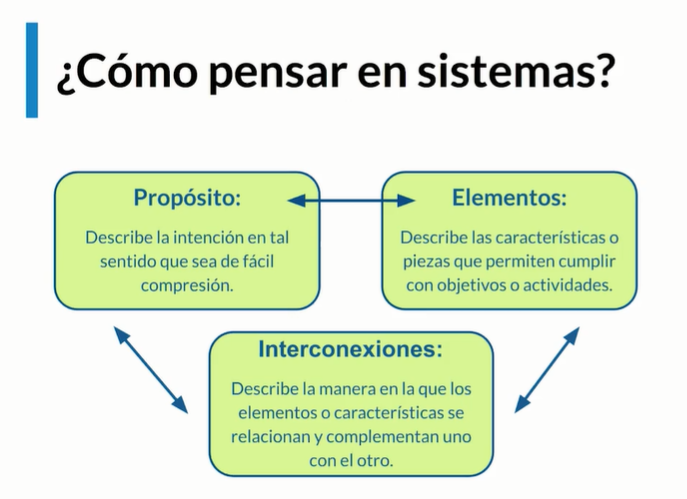 ¿Cómo pensar en sistemas?
Propósito:
Describe la intención en tal
sentido que sea de fácil
compresión.
Elementos:
Describe las características o
piezas que permiten cumplir
con objetivos o actividades.
Interconexiones:
Describe la manera en la que los
elementos o características se
relacionan y complementan uno
con el otro.